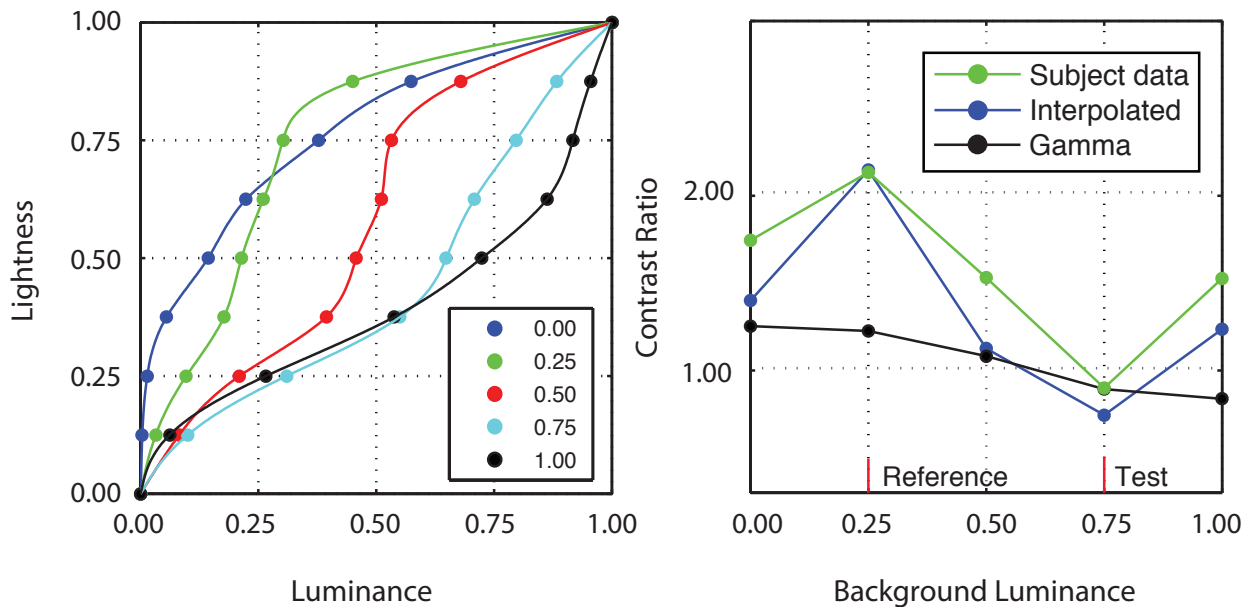 1.00
0.75
0.50
0.25
0.00
Lightness
0.00
0.25
0.50
0.75
1.00
0.00 0.25 0.50 0.75 1.00
Luminance
Subject data
Interpolated
Gamma
2.00
1.00
Contrast Ratio
Reference
Test
0.00 0.25 0.50 0.75 1.00
Background Luminance